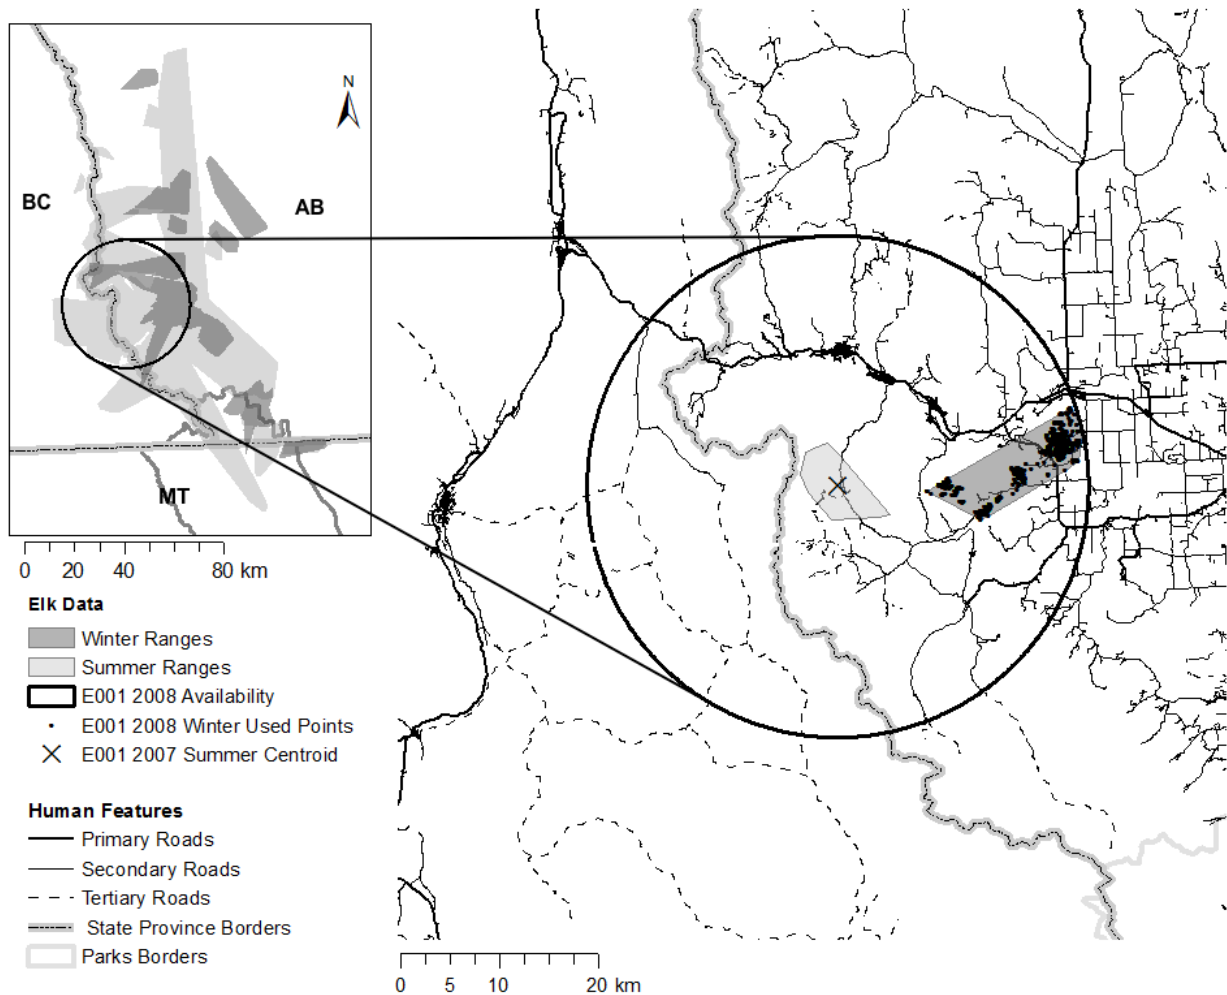 N
BC
AB
MT
0 20 40 80 km
Elk Data
Winter Ranges
Summer Ranges
E001 2008 Availability
E001 2008 Winter Used Points
E001 2007 Summer Centroid
Human Features
Primary Roads
Secondary Roads
Tertiary Roads
State Province Borders
Parks Borders
0 5 10 20 km